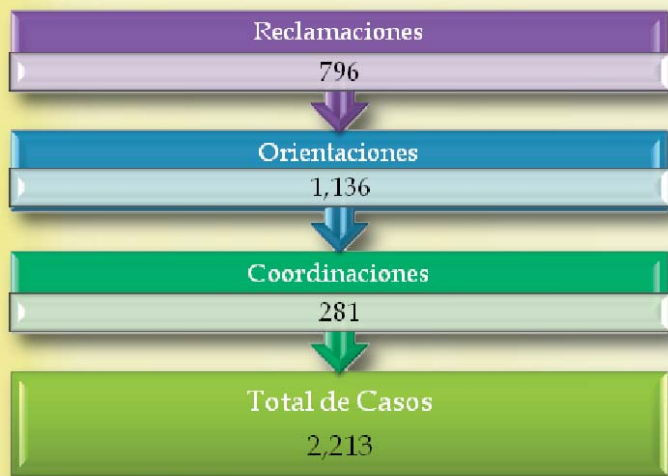 Reclamaciones
796
Orientaciones
1,136
Coordinaciones
281
Total de Casos
2,213